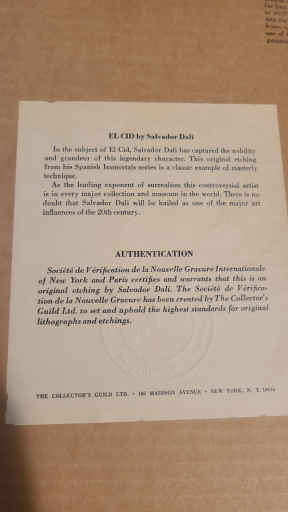 EL CID by Salvador Dali
In the subject of El Cid, Salvador Dali has captured the solidity
and grandeur of this legendary character. This original etching
from his Spanish Immortals series is a classic example of masterly
technique.
As the leading exponent of surrealism this controversial artist
is in every major collection and museum in the world. There is no
doubt that Salvador Dali will be hailed as one of the major art
influences of the 20th century.
AUTHENTICATION
Société de Vérification de la Nouvelle Gravure Internationale
of New York and Paris certifies and warrants that this is an
original etching by Salvador Dali. The Société de Vérifica-
tion de la Nouvelle Gravure has been created by The Collector's
Guild Ltd. to set and uphold the highest standards for original
lithographs and etchings.
THE COLLECTOR'S GUILD LTD. • 185 MADISON AVENUE • NEW YORK, N. Y. 10016